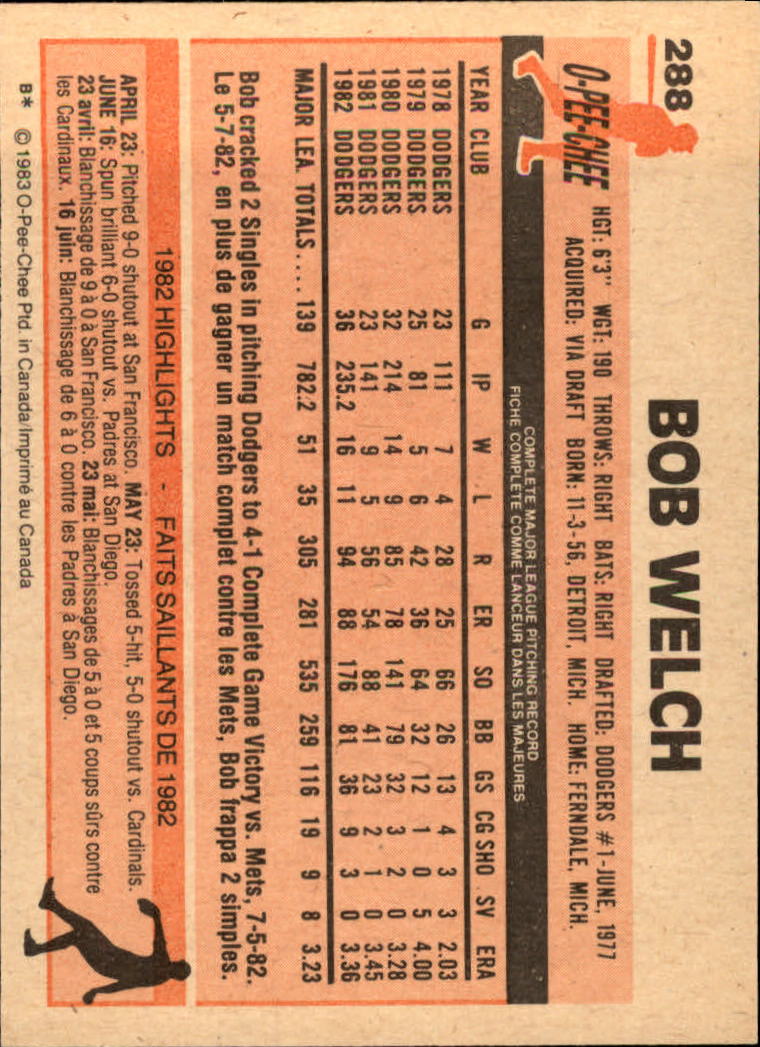 288
BOB WELCH
O-PEE-CHEE
HGT: 6'3" WGT: 190 THROWS: RIGHT BATS: RIGHT DRAFTED: DODGERS #1-JUNE, 1977
ACQUIRED: VIA DRAFT BORN: 11-3-56, DETROIT, MICH. HOME: FERNDALE, MICH.
COMPLETE MAJOR LEAGUE PITCHING RECORD
FICHE COMPLÈTE COMME LANCEUR DANS LES MAJEURES
YEAR CLUB G IP W L R ER SO BB GS CG SHO SV ERA
1978 DODGERS 23 111 7 4 28 25 66 26 13 4 3 3 2.03
1979 DODGERS 25 81 5 6 42 36 64 32 12 1 0 5 4.00
1980 DODGERS 32 214 14 9 85 78 141 79 32 3 2 0 3.28
1981 DODGERS 23 141 9 5 56 54 88 41 23 2 1 0 3.45
1982 DODGERS 36 235.2 16 11 94 88 176 81 36 9 3 0 3.36
MAJOR LEA. TOTALS.... 139 782.2 51 35 305 281 535 259 116 19 9 8 3.23
Bob cracked 2 Singles in pitching Dodgers to 4-1 Complete Game Victory vs. Mets, 7-5-82.
Le 5-7-82, en plus de gagner un match complet contre les Mets, Bob frappa 2 simples.
1982 HIGHLIGHTS - FAITS SAILLANTS DE 1982
APRIL 23: Pitched 9-0 shutout at San Francisco. MAY 23: Tossed 5-hit, 5-0 shutout vs. Cardinals.
JUNE 16: Spun brilliant 6-0 shutout vs. Padres at San Diego.
23 avril: Blanchissage de 9 à 0 à San Francisco. 23 mai: Blanchissages de 5 à 0 et 5 coups sûrs contre
les Cardinaux. 16 juin: Blanchissage de 6 à 0 contre les Padres à San Diego.
B* © 1983 O-Pee-Chee Ptd. in Canada/Imprimé au Canada